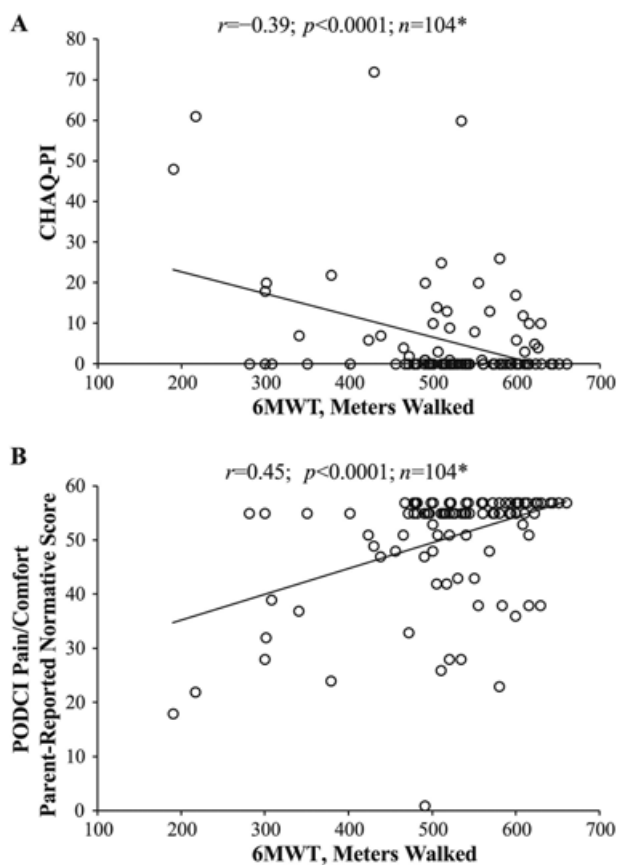 A
r=−0.39; p<0.0001; n=104*
80
70
60
50
40
30
20
10
0
CHAQ-PI
100 200 300 400 500 600 700
6MWT, Meters Walked
B
r=0.45; p<0.0001; n=104*
60
50
40
30
20
10
0
PODCI Pain/Comfort
Parent-Reported Normative Score
100 200 300 400 500 600 700
6MWT, Meters Walked